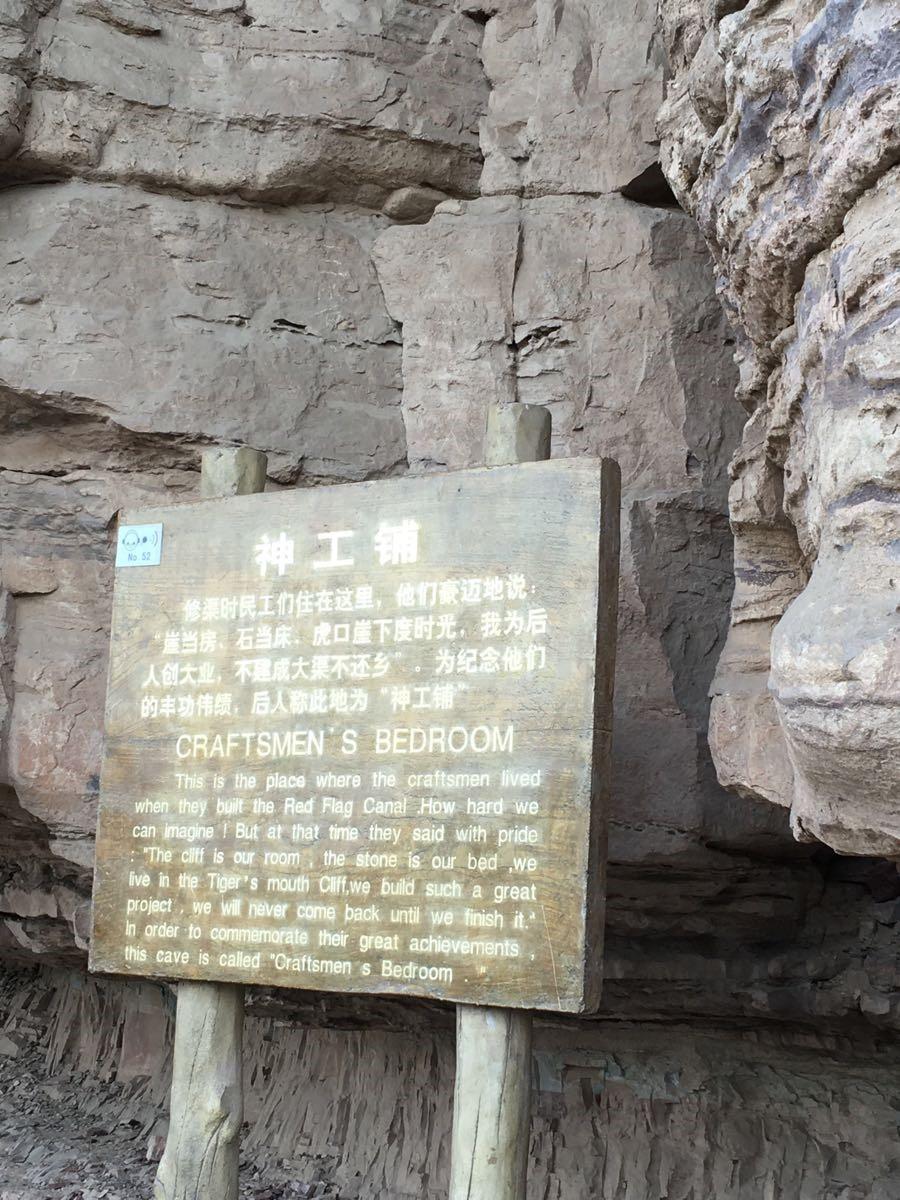 No.52
神工铺
修渠时民工们住在这里，他们豪迈地说：
“崖当房、石当床、虎口崖下度时光，我为后
人创大业，不建成大渠不还乡”。为纪念他们
的丰功伟绩，后人称此地为“神工铺”
CRAFTSMEN'S BEDROOM
This is the place where the craftsmen lived
when they built the Red Flag Canal .How hard we
can imagine ! But at that time they said with pride
: "The cliff is our room , the stone is our bed ,we
live in the Tiger's mouth Cliff,we build such a great
project , we will never come back until we finish it."
In order to commemorate their great achievements ,
this cave is called "Craftsmen s Bedroom ."